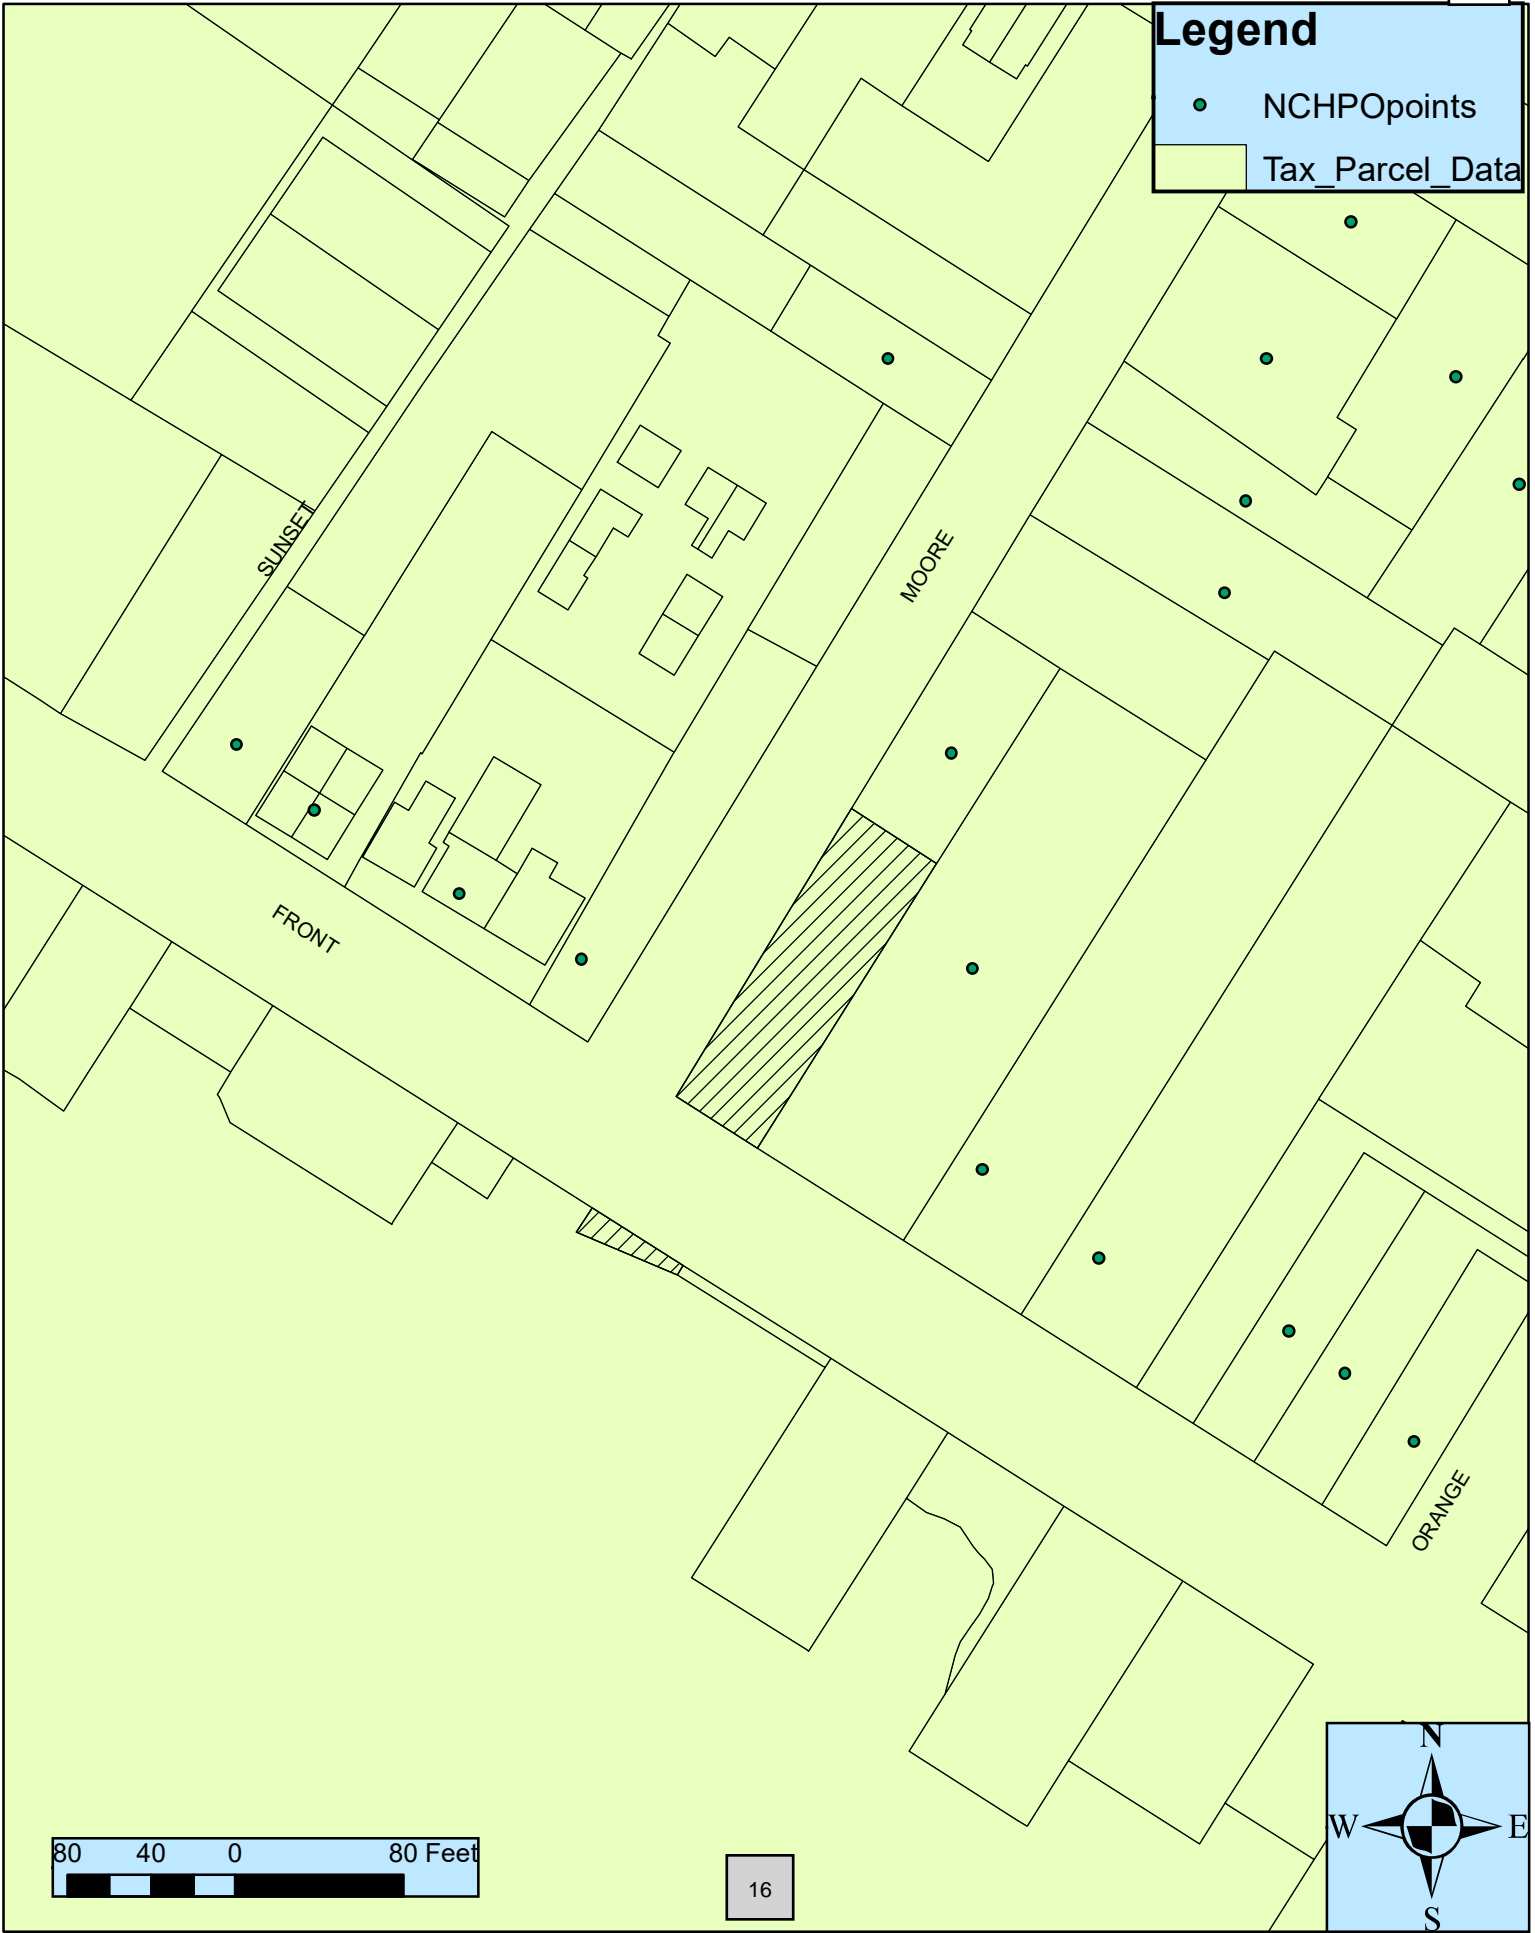 Legend
NCHPOpoints
Tax_Parcel_Data
SUNSET
MOORE
FRONT
ORANGE
N
W E
S
80 40 0 80 Feet
16